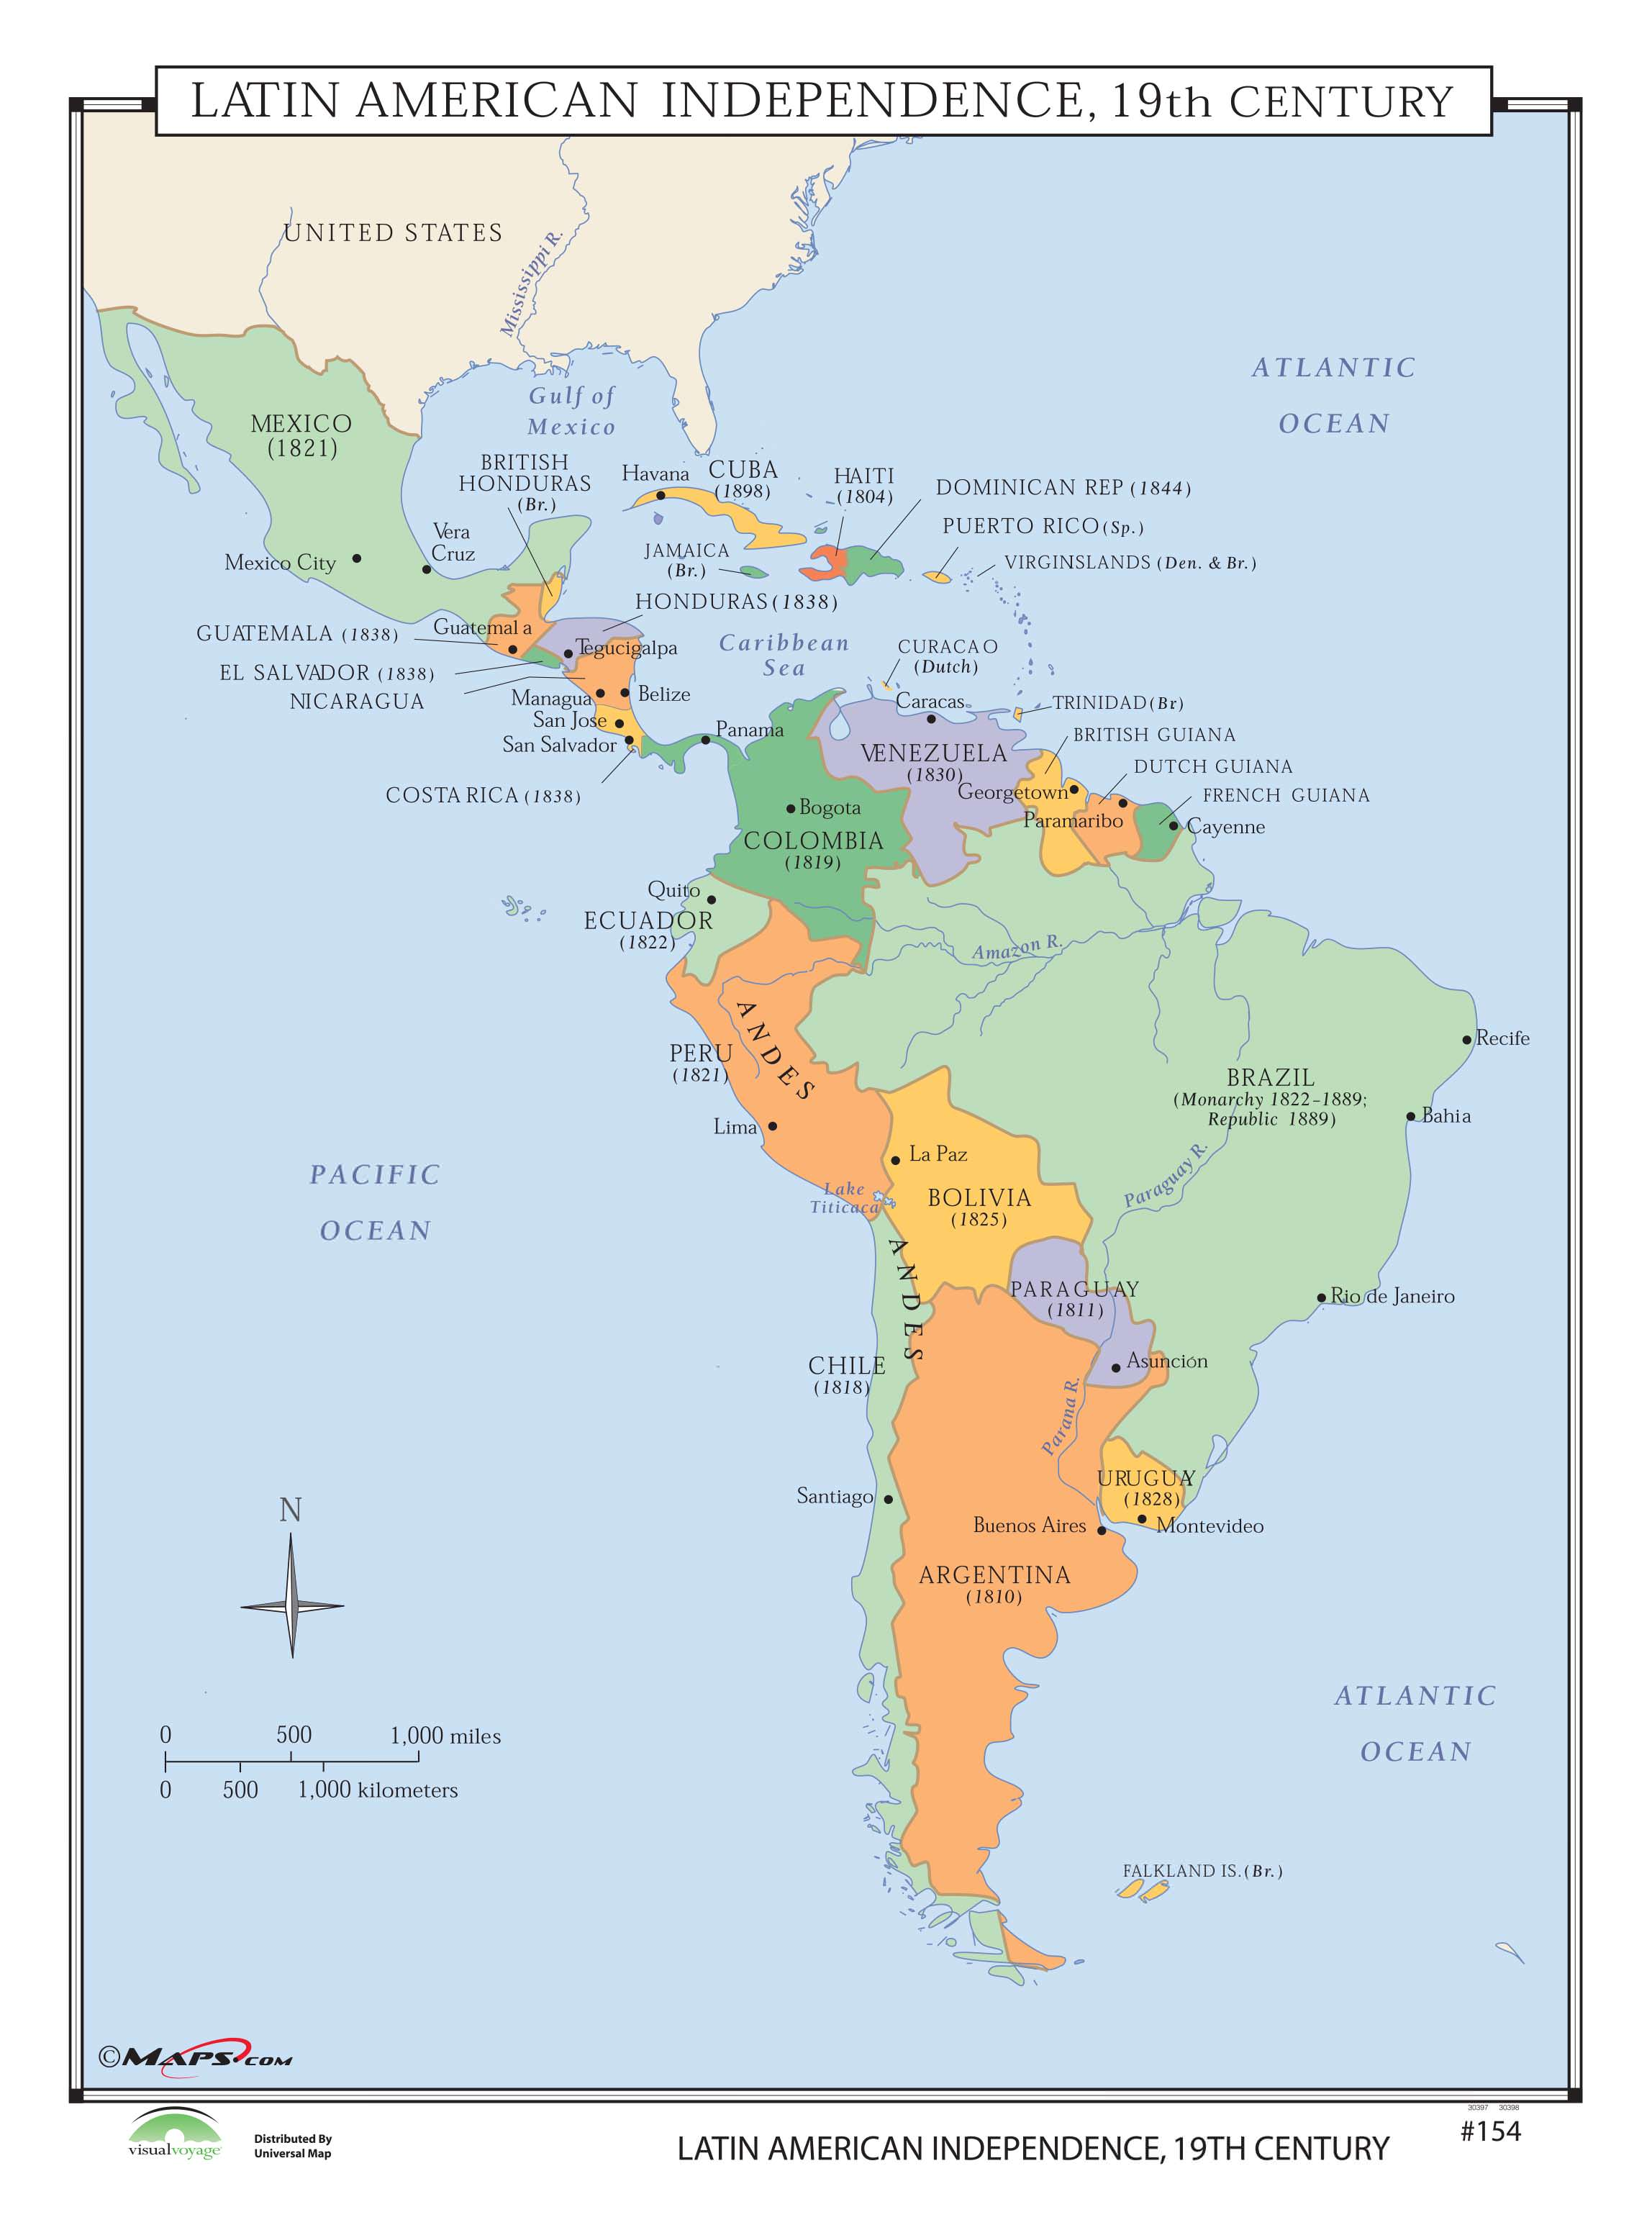 LATIN AMERICAN INDEPENDENCE, 19th CENTURY
UNITED STATES
Mississippi R.
ATLANTIC
OCEAN
Gulf of
Mexico
MEXICO
(1821)
BRITISH
HONDURAS
(Br.)
Havana
CUBA
(1898)
HAITI
(1804)
DOMINICAN REP (1844)
PUERTO RICO (Sp.)
VIRGINSLANDS (Den. & Br.)
Vera
Cruz
Mexico City
JAMAICA
(Br.)
HONDURAS (1838)
GUATEMALA (1838)
Guatemal a
Tegucigalpa
EL SALVADOR (1838)
NICARAGUA
Managua
Belize
San Jose
San Salvador
COSTA RICA (1838)
Panama
Caribbean
Sea
CURACAO
(Dutch)
Caracas
TRINIDAD (Br)
VENEZUELA
(1830)
BRITISH GUIANA
DUTCH GUIANA
FRENCH GUIANA
Georgetown
Paramaribo
Cayenne
Bogota
COLOMBIA
(1819)
Quito
ECUADOR
(1822)
Amazon R.
ANDES
PERU
(1821)
Lima
Recife
BRAZIL
(Monarchy 1822-1889;
Republic 1889)
Bahia
PACIFIC
OCEAN
La Paz
Lake
Titicaca
BOLIVIA
(1825)
Paraguay R.
ANDES
PARAGUAY
(1811)
Rio de Janeiro
Asunción
CHILE
(1818)
Parana R.
URUGUAY
(1828)
Santiago
Buenos Aires
Montevideo
ARGENTINA
(1810)
N
ATLANTIC
OCEAN
0 500 1,000 miles
0 500 1,000 kilometers
FALKLAND IS. (Br.)
©MAPS.COM
visualvoyage
Distributed By
Universal Map
LATIN AMERICAN INDEPENDENCE, 19TH CENTURY
30397 30398
#154